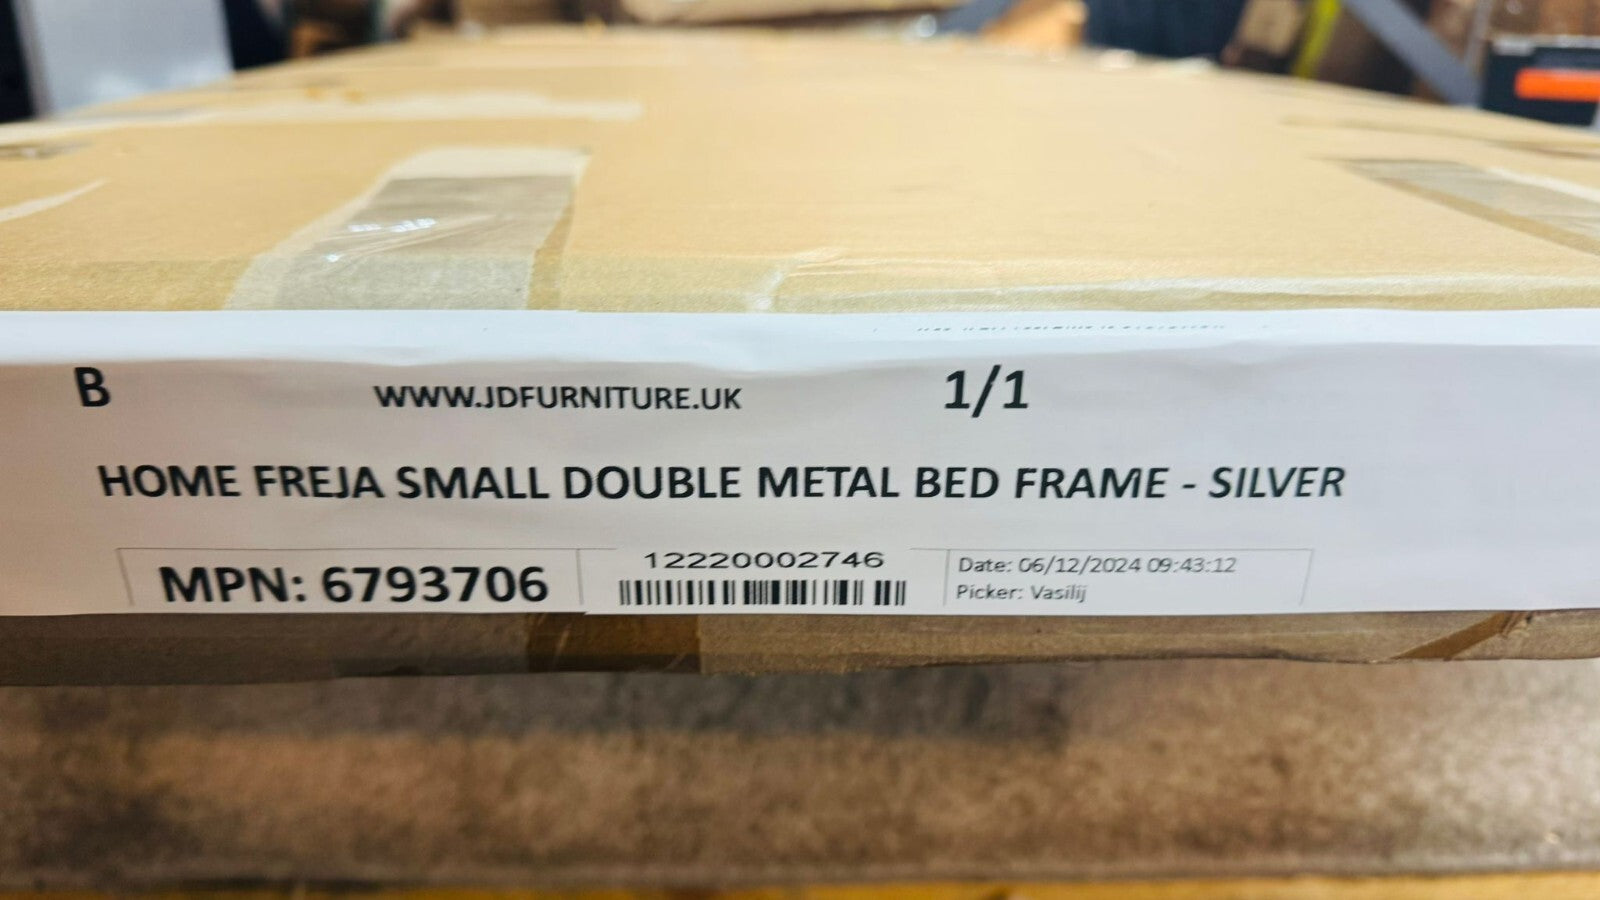 B WWW.JDFURNITURE.UK 1/1
HOME FREJA SMALL DOUBLE METAL BED FRAME - SILVER
MPN: 6793706
12220002746
Date: 06/12/2024 09:43:12
Picker: Vasilij